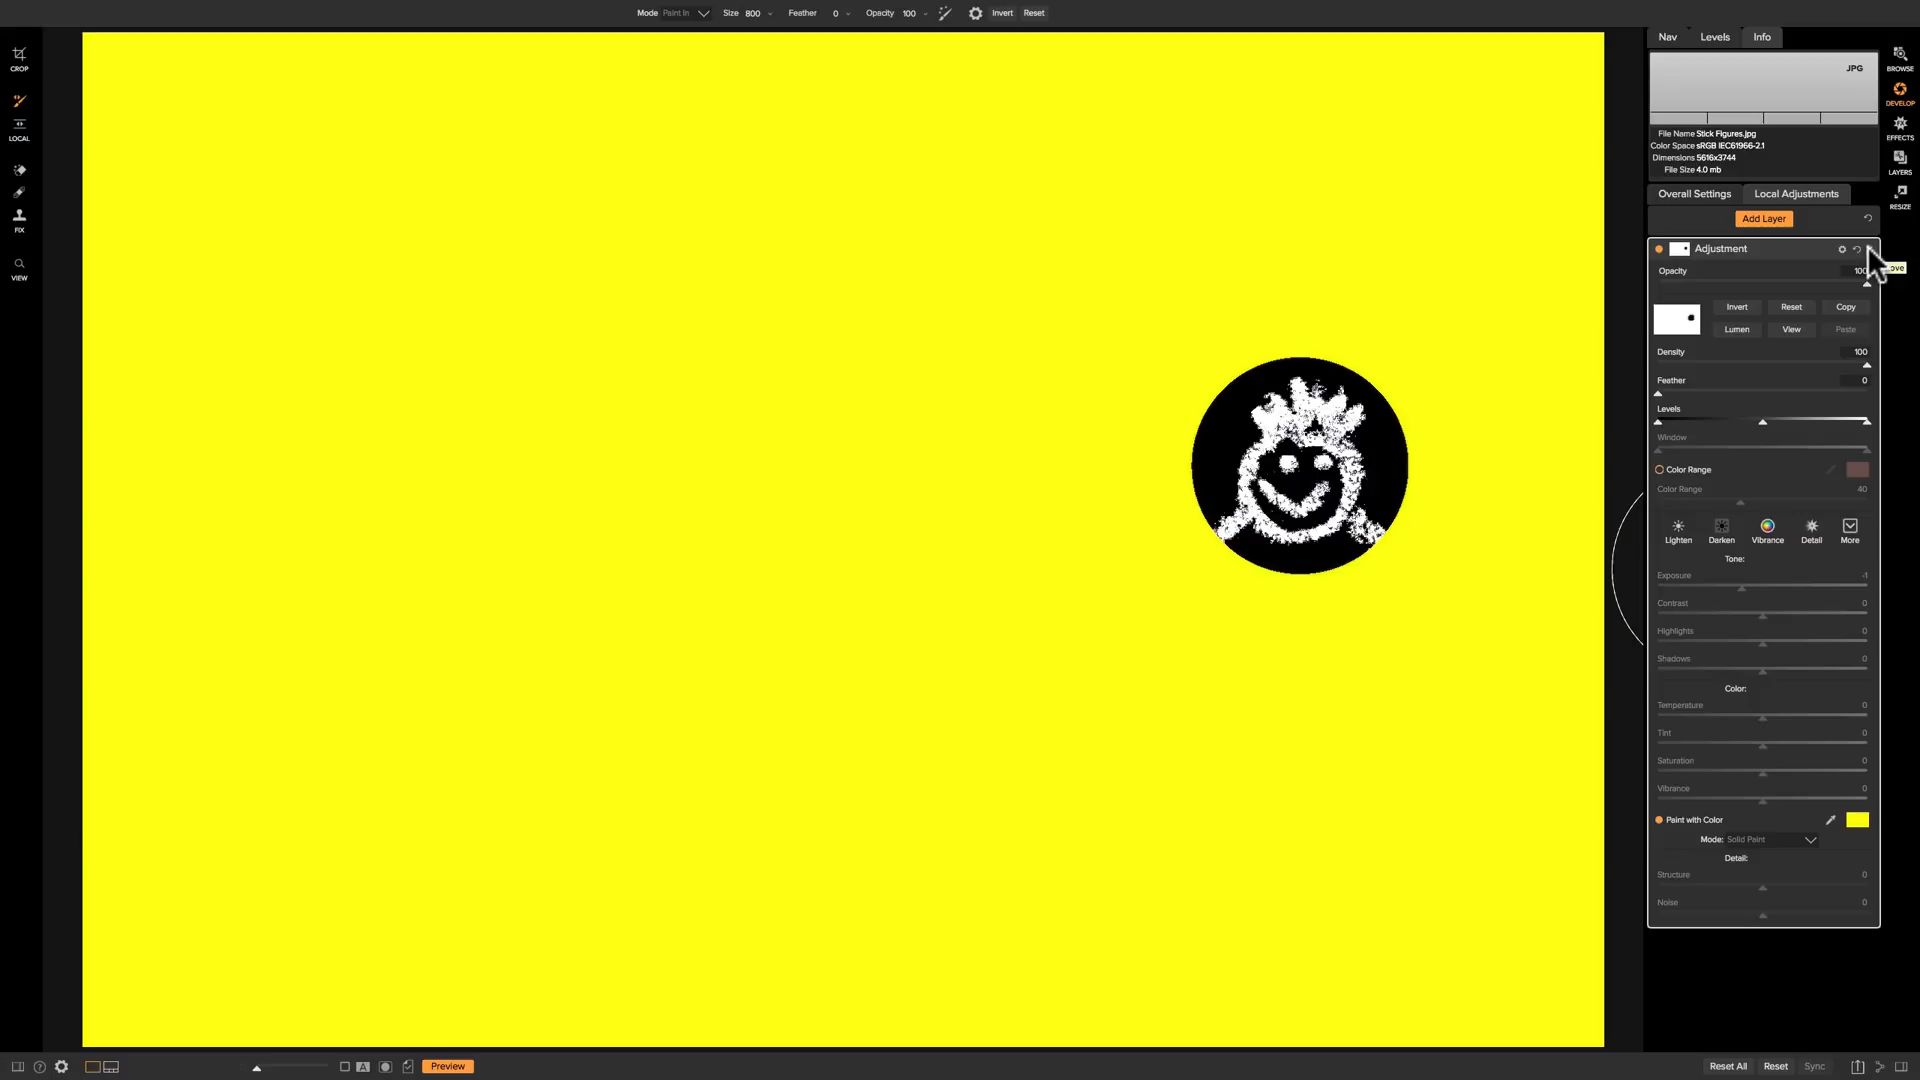 Mode Paint In Size 800 Feather 0 Opacity 100 Invert Reset
Nav Levels Info
CROP
LOCAL
FIX
VIEW
JPG
File Name Stick Figures.jpg
Color Space sRGB IEC61966-2.1
Dimensions 5616x3744
File Size 4.0 mb
BROWSE
DEVELOP
EFFECTS
LAYERS
RESIZE
Overall Settings Local Adjustments
Add Layer
Adjustment
Opacity 100
Invert Reset Copy
Lumen View Paste
Density 100
Feather 0
Levels
Window
Color Range
Color Range 40
Lighten Darken Vibrance Detail More
Tone:
Exposure -1
Contrast 0
Highlights 0
Shadows 0
Color:
Temperature 0
Tint 0
Saturation 0
Vibrance 0
Paint with Color
Mode: Solid Paint
Detail:
Structure 0
Noise 0
A Preview
Reset All Reset Sync